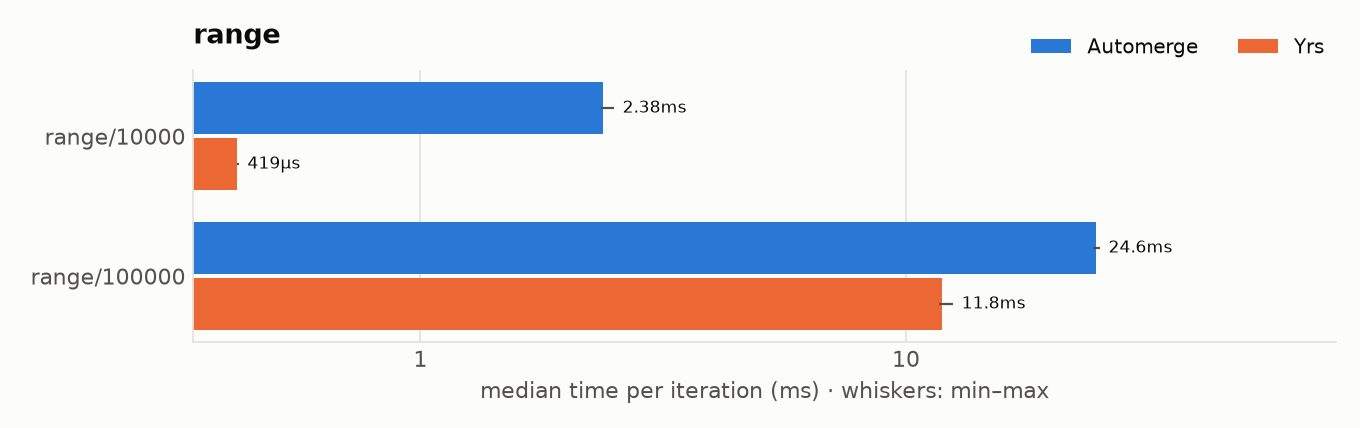 range
Automerge
Yrs
range/10000
2.38ms
419µs
range/100000
24.6ms
11.8ms
1
10
median time per iteration (ms) · whiskers: min–max